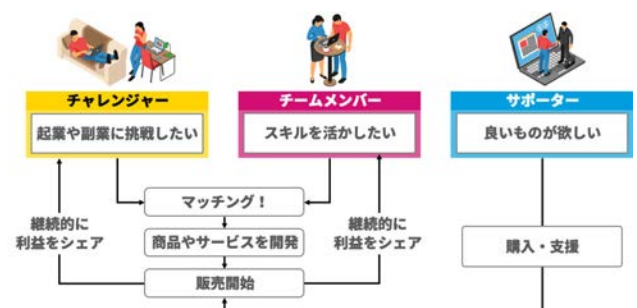 チャレンジャー
チームメンバー
サポーター
起業や副業に挑戦したい
スキルを活かしたい
良いものが欲しい
マッチング！
継続的に
利益をシェア
商品やサービスを開発
継続的に
利益をシェア
購入・支援
販売開始